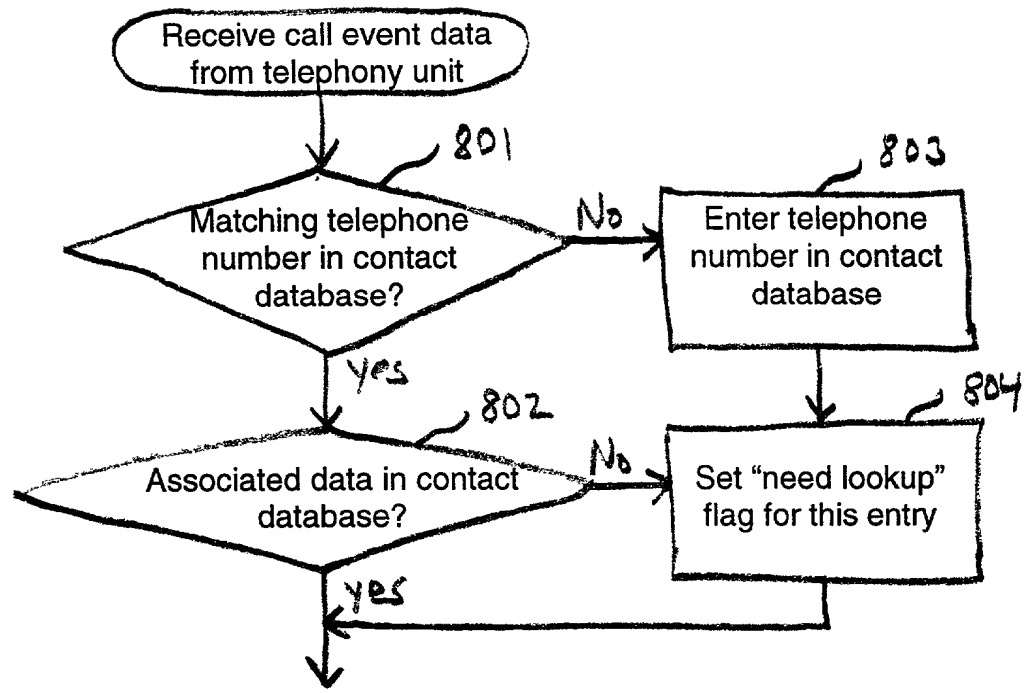 Receive call event data
from telephony unit
801
Matching telephone
number in contact
database?
No
803
Enter telephone
number in contact
database
yes
802
Associated data in contact
database?
No
804
Set “need lookup”
flag for this entry
yes